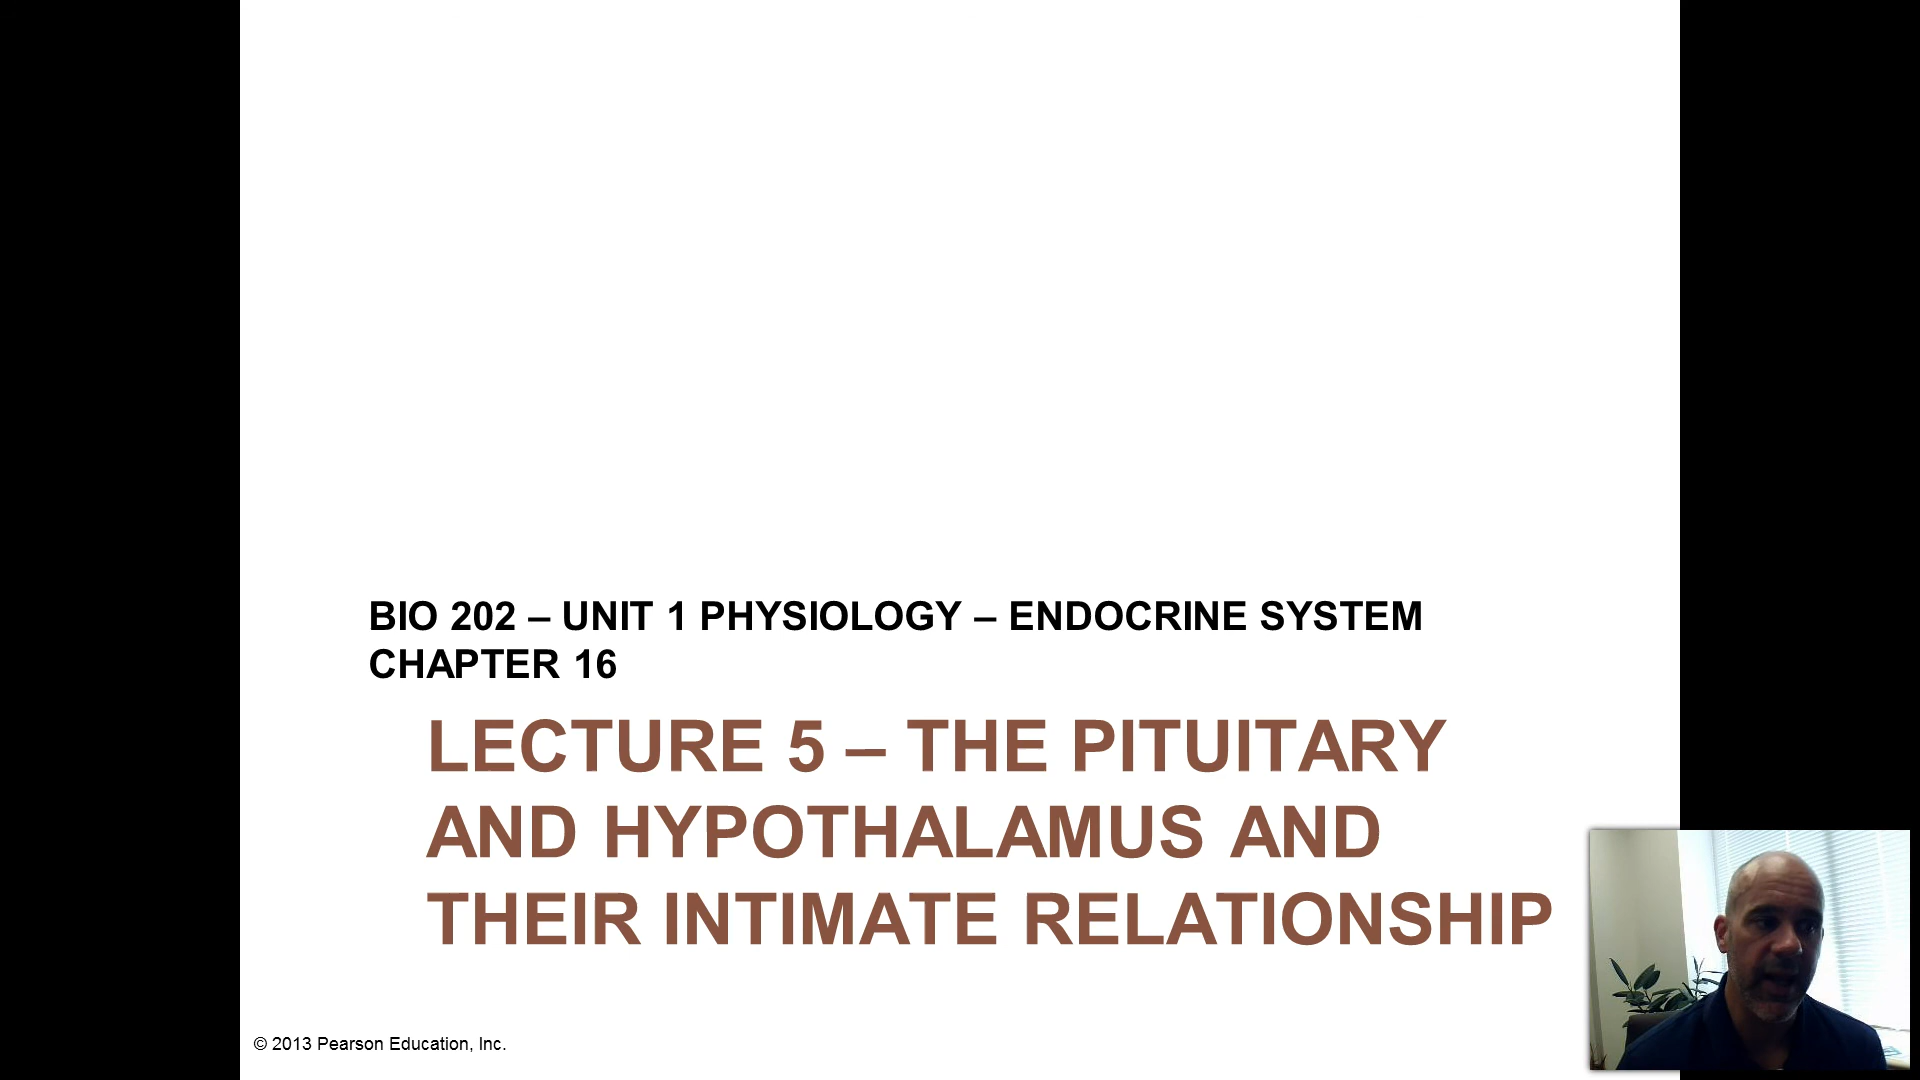 BIO 202 – UNIT 1 PHYSIOLOGY – ENDOCRINE SYSTEM
CHAPTER 16
LECTURE 5 – THE PITUITARY
AND HYPOTHALAMUS AND
THEIR INTIMATE RELATIONSHIP
© 2013 Pearson Education, Inc.